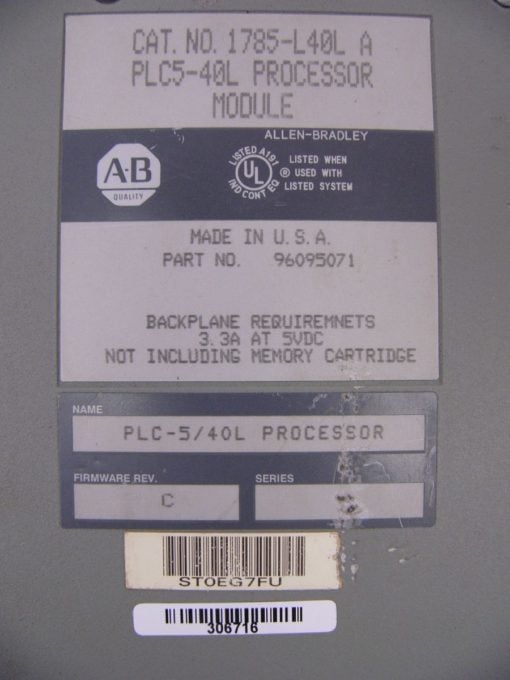 CAT. NO. 1785-L40L A
PLC5-40L PROCESSOR
MODULE
ALLEN-BRADLEY
A-B
QUALITY
LISTED A191
UL
®
IND CONT EQ
LISTED WHEN
USED WITH
LISTED SYSTEM
MADE IN U.S.A.
PART NO. 96095071
BACKPLANE REQUIREMNETS
3.3A AT 5VDC
NOT INCLUDING MEMORY CARTRIDGE
NAME
PLC-5/40L PROCESSOR
FIRMWARE REV.
C
SERIES
ST0EG7FU
306716